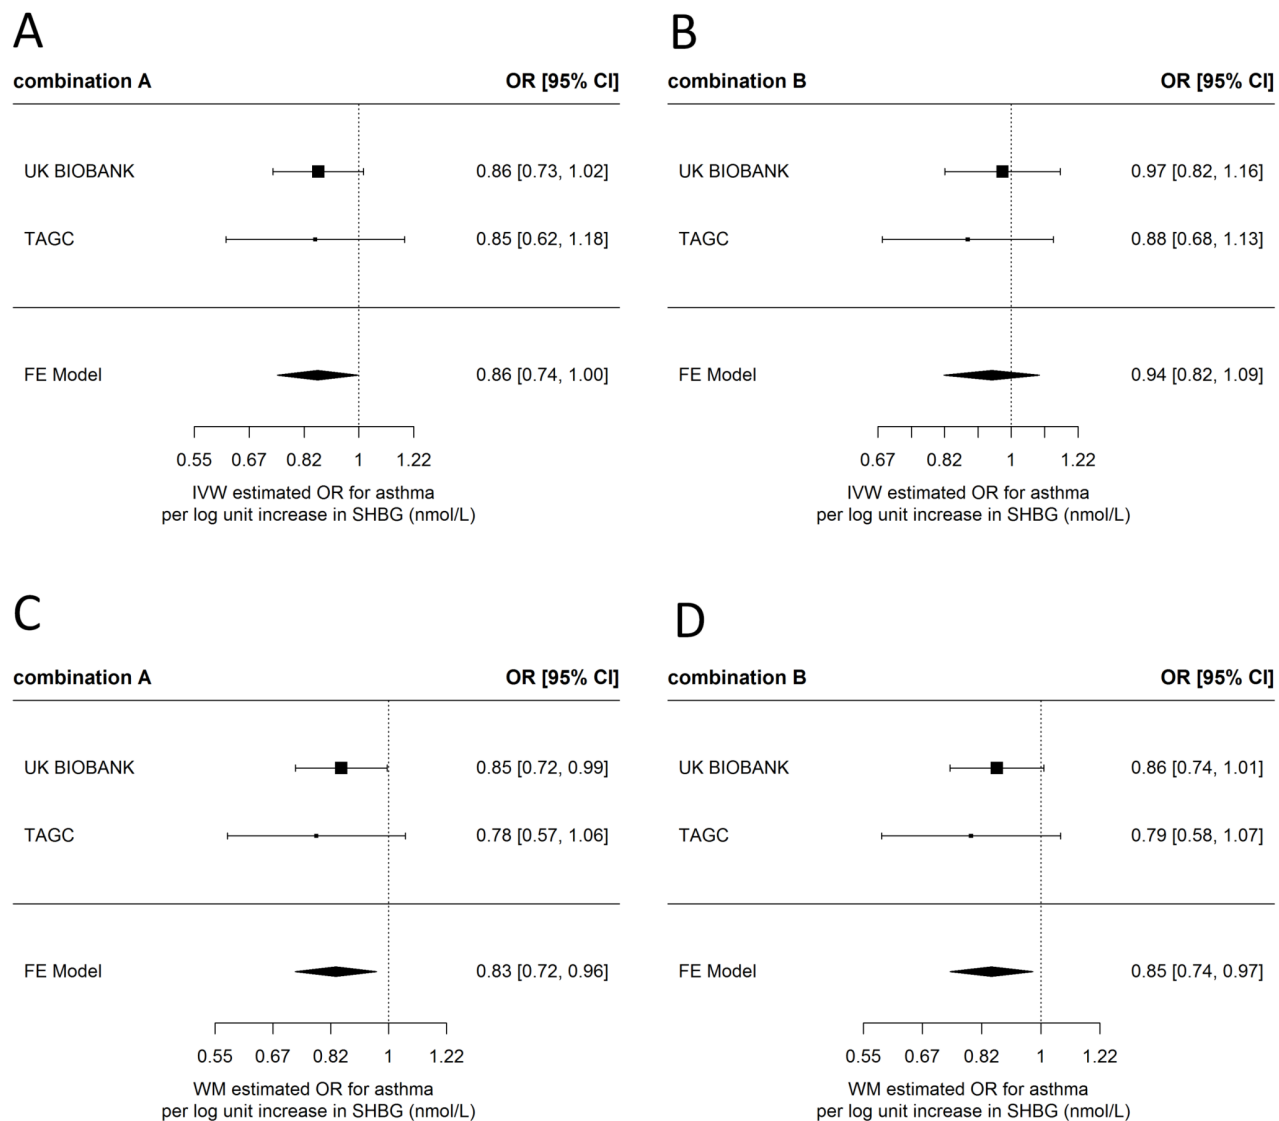 A
combination A OR [95% CI]
UK BIOBANK 0.86 [0.73, 1.02]
TAGC 0.85 [0.62, 1.18]
FE Model 0.86 [0.74, 1.00]
0.55 0.67 0.82 1 1.22
IVW estimated OR for asthma
per log unit increase in SHBG (nmol/L)
B
combination B OR [95% CI]
UK BIOBANK 0.97 [0.82, 1.16]
TAGC 0.88 [0.68, 1.13]
FE Model 0.94 [0.82, 1.09]
0.67 0.82 1 1.22
IVW estimated OR for asthma
per log unit increase in SHBG (nmol/L)
C
combination A OR [95% CI]
UK BIOBANK 0.85 [0.72, 0.99]
TAGC 0.78 [0.57, 1.06]
FE Model 0.83 [0.72, 0.96]
0.55 0.67 0.82 1 1.22
WM estimated OR for asthma
per log unit increase in SHBG (nmol/L)
D
combination B OR [95% CI]
UK BIOBANK 0.86 [0.74, 1.01]
TAGC 0.79 [0.58, 1.07]
FE Model 0.85 [0.74, 0.97]
0.55 0.67 0.82 1 1.22
WM estimated OR for asthma
per log unit increase in SHBG (nmol/L)